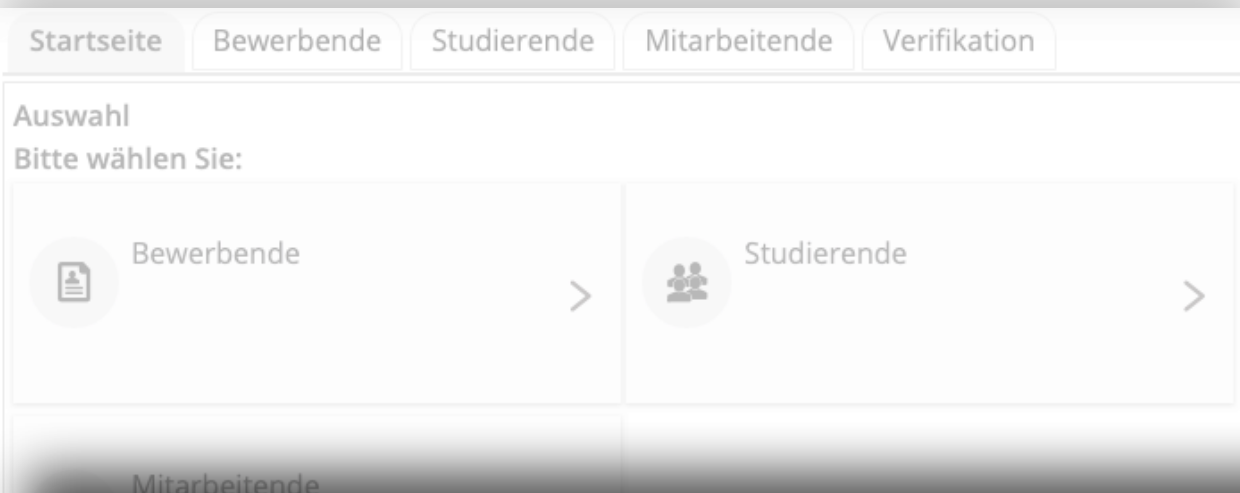 Startseite Bewerbende Studierende Mitarbeitende Verifikation
Auswahl
Bitte wählen Sie:
Bewerbende Studierende
Mitarbeitende